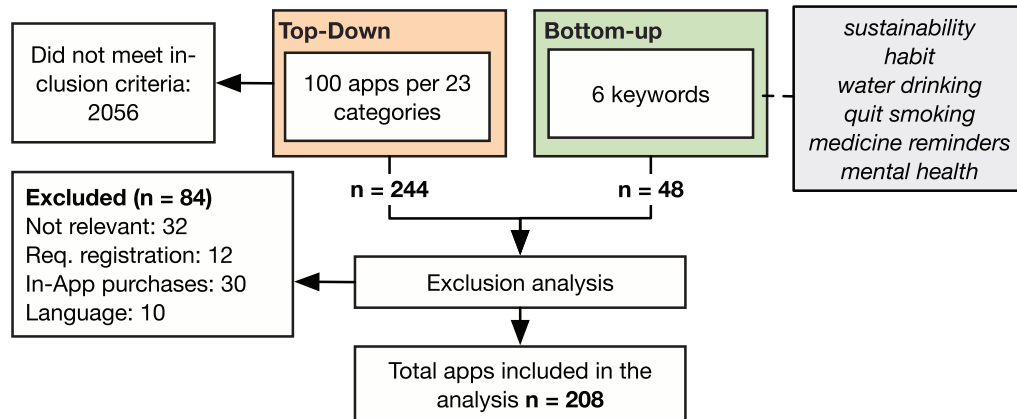 Did not meet in-
clusion criteria:
2056
Top-Down
100 apps per 23
categories
Bottom-up
6 keywords
sustainability
habit
water drinking
quit smoking
medicine reminders
mental health
n = 244
n = 48
Excluded (n = 84)
Not relevant: 32
Req. registration: 12
In-App purchases: 30
Language: 10
Exclusion analysis
Total apps included in the
analysis n = 208